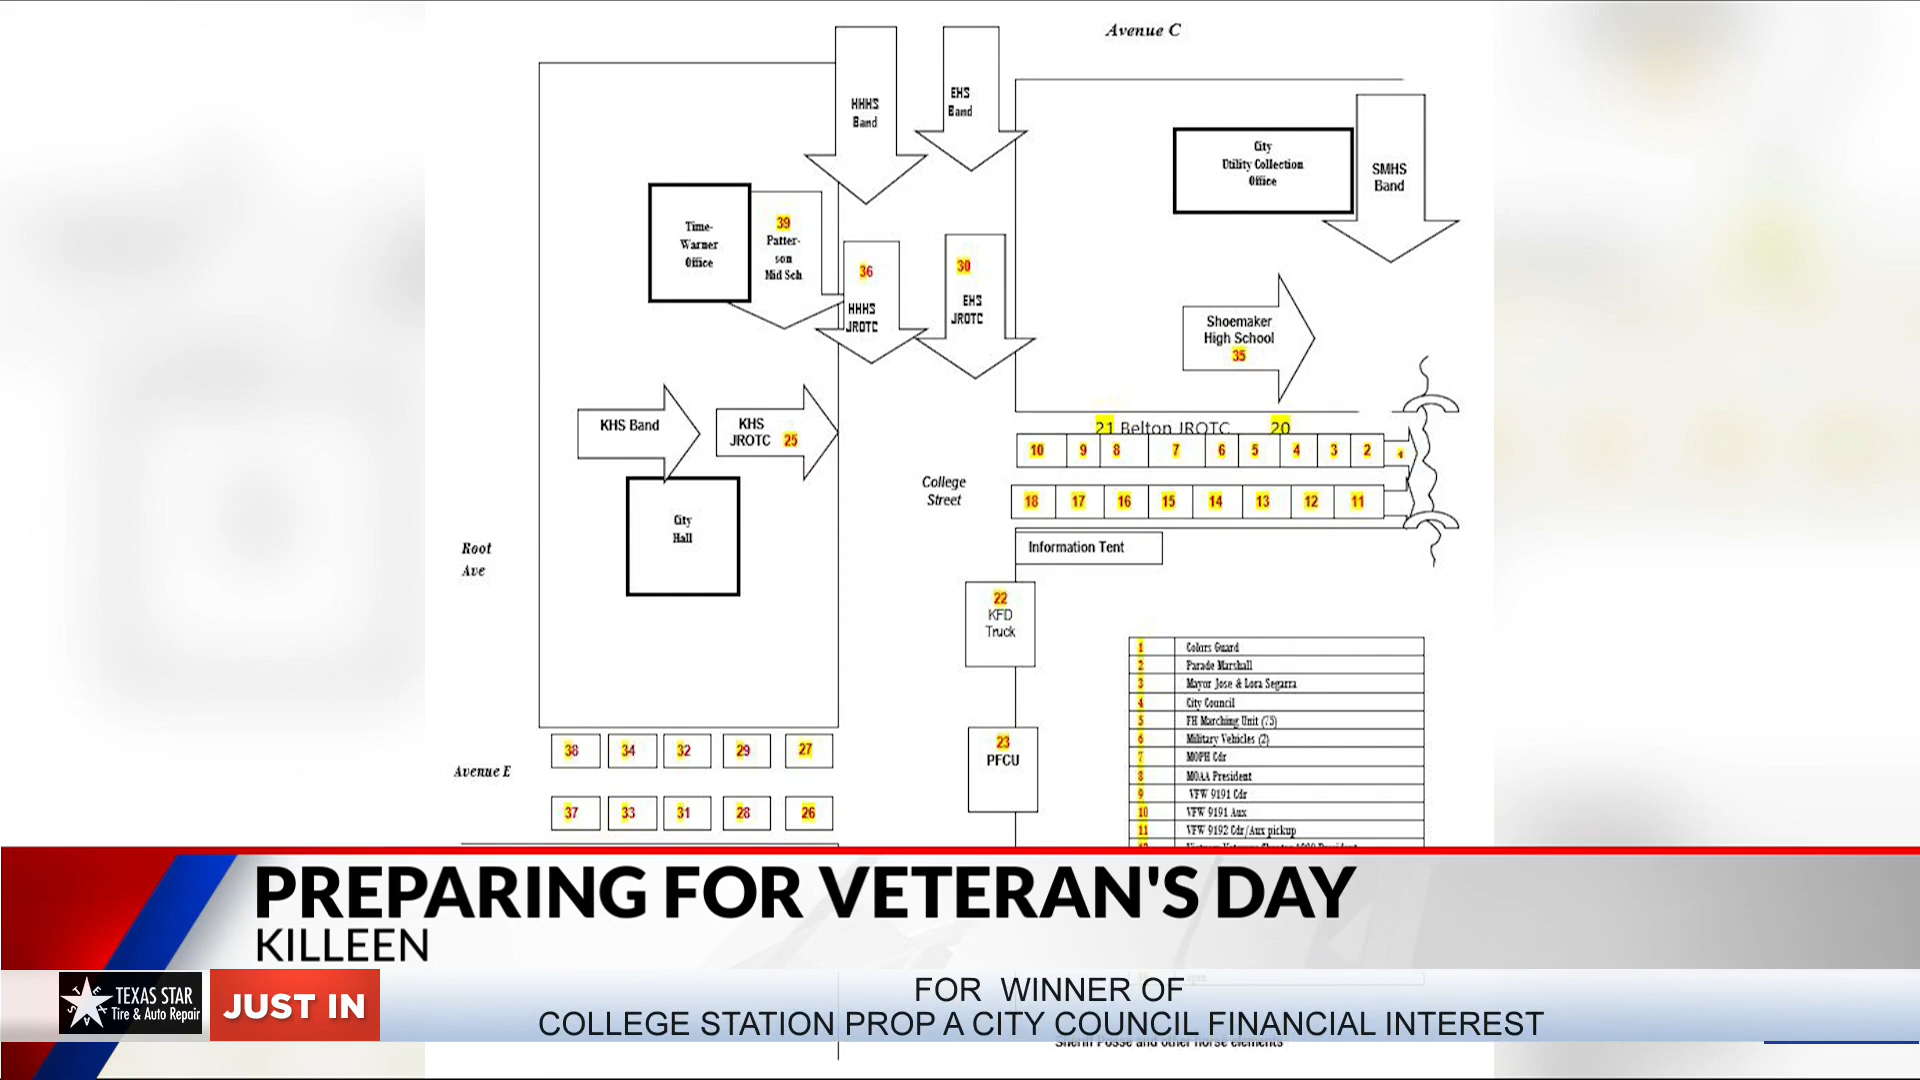 Avenue C
HHHS
Band
EHS
Band
City
Utility Collection
Office
SMHS
Band
Time-
Warner
Office
39
Patter-
son
Mid Sch
36
HHHS
JROTC
30
EHS
JROTC
Shoemaker
High School
35
KHS Band
KHS
JROTC 25
21 Belton JROTC 20
10 9 8 7 6 5 4 3 2 1
College
Street
18 17 16 15 14 13 12 11
City
Hall
Information Tent
Root
Ave
22
KFD
Truck
1 Colors Guard
2 Parade Marshall
3 Mayor Jose & Lora Segarra
4 City Council
5 FH Marching Unit (75)
6 Military Vehicles (2)
7 MOPH Cdr
8 MOAA President
9 VFW 9191 Cdr
10 VFW 9191 Aux
11 VFW 9192 Cdr/Aux pickup
23
PFCU
38 34 32 29 27
Avenue E
37 33 31 28 26
PREPARING FOR VETERAN'S DAY
KILLEEN
TEXAS STAR
Tire & Auto Repair
JUST IN
FOR WINNER OF
COLLEGE STATION PROP A CITY COUNCIL FINANCIAL INTEREST
Sheriff Posse and other horse elements